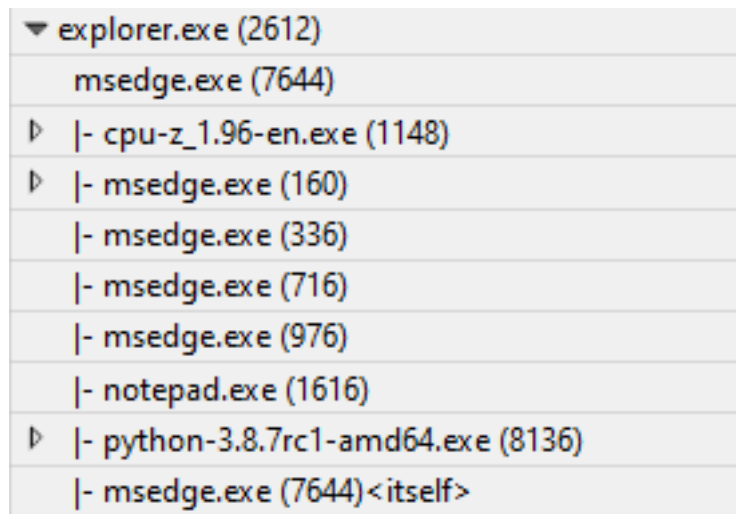 explorer.exe (2612)
msedge.exe (7644)
|- cpu-z_1.96-en.exe (1148)
|- msedge.exe (160)
|- msedge.exe (336)
|- msedge.exe (716)
|- msedge.exe (976)
|- notepad.exe (1616)
|- python-3.8.7rc1-amd64.exe (8136)
|- msedge.exe (7644)<itself>